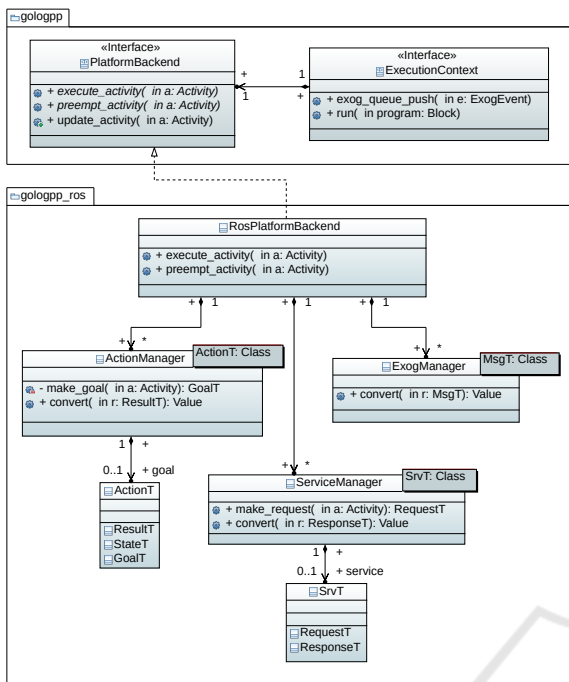 gologpp
«Interface»
PlatformBackend
+ execute_activity( in a: Activity)
+ preempt_activity( in a: Activity)
+ update_activity( in a: Activity)
+
1
1
+
«Interface»
ExecutionContext
+ exog_queue_push( in e: ExogEvent)
+ run( in program: Block)
gologpp_ros
RosPlatformBackend
+ execute_activity( in a: Activity)
+ preempt_activity( in a: Activity)
+ 1
+ 1
+ 1
+ *
+ *
+ *
ActionManager
ActionT: Class
- make_goal( in a: Activity): GoalT
+ convert( in r: ResultT): Value
ExogManager
MsgT: Class
+ convert( in r: MsgT): Value
1 +
0..1 + goal
ActionT
ResultT
StateT
GoalT
ServiceManager
SrvT: Class
+ make_request( in a: Activity): RequestT
+ convert( in r: ResponseT): Value
1 +
0..1 + service
SrvT
RequestT
ResponseT